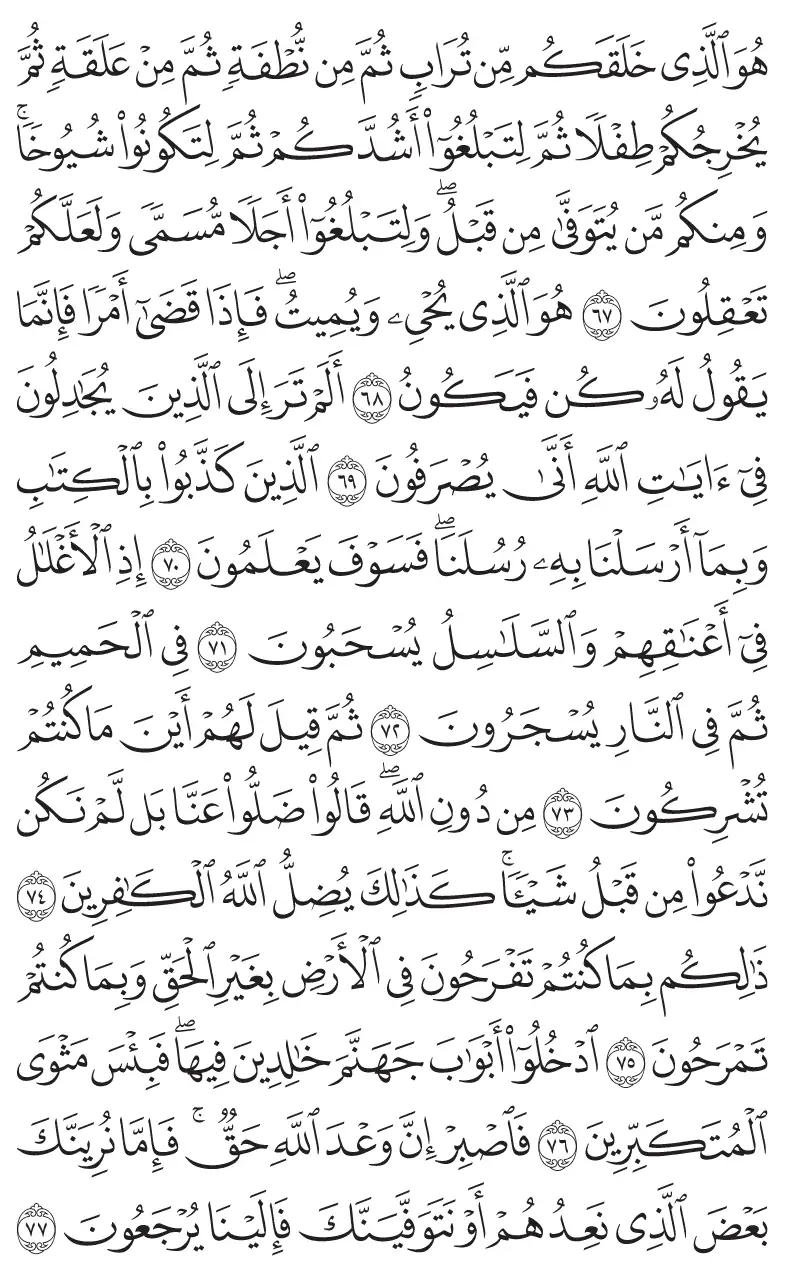 هُوَ ٱلَّذِى خَلَقَكُم مِّن تُرَابٍ ثُمَّ مِن نُّطْفَةٍ ثُمَّ مِنْ عَلَقَةٍ ثُمَّ
يُخْرِجُكُمْ طِفْلًا ثُمَّ لِتَبْلُغُوٓا۟ أَشُدَّكُمْ ثُمَّ لِتَكُونُوا۟ شُيُوخًا ۚ
وَمِنكُم مَّن يُتَوَفَّىٰ مِن قَبْلُ ۖ وَلِتَبْلُغُوٓا۟ أَجَلًا مُّسَمًّى وَلَعَلَّكُمْ
تَعْقِلُونَ ٦٧ هُوَ ٱلَّذِى يُحْىِۦ وَيُمِيتُ ۖ فَإِذَا قَضَىٰٓ أَمْرًا فَإِنَّمَا
يَقُولُ لَهُۥ كُن فَيَكُونُ ٦٨ أَلَمْ تَرَ إِلَى ٱلَّذِينَ يُجَـٰدِلُونَ
فِىٓ ءَايَـٰتِ ٱللَّهِ أَنَّىٰ يُصْرَفُونَ ٦٩ ٱلَّذِينَ كَذَّبُوا۟ بِٱلْكِتَـٰبِ
وَبِمَآ أَرْسَلْنَا بِهِۦ رُسُلَنَا ۖ فَسَوْفَ يَعْلَمُونَ ٧٠ إِذِ ٱلْأَغْلَـٰلُ
فِىٓ أَعْنَـٰقِهِمْ وَٱلسَّلَـٰسِلُ يُسْحَبُونَ ٧١ فِى ٱلْحَمِيمِ
ثُمَّ فِى ٱلنَّارِ يُسْجَرُونَ ٧٢ ثُمَّ قِيلَ لَهُمْ أَيْنَ مَا كُنتُمْ
تُشْرِكُونَ ٧٣ مِن دُونِ ٱللَّهِ ۖ قَالُوا۟ ضَلُّوا۟ عَنَّا بَل لَّمْ نَكُن
نَّدْعُوا۟ مِن قَبْلُ شَيْـًٔا ۚ كَذَٰلِكَ يُضِلُّ ٱللَّهُ ٱلْكَـٰفِرِينَ ٧٤
ذَٰلِكُم بِمَا كُنتُمْ تَفْرَحُونَ فِى ٱلْأَرْضِ بِغَيْرِ ٱلْحَقِّ وَبِمَا كُنتُمْ
تَمْرَحُونَ ٧٥ ٱدْخُلُوٓا۟ أَبْوَٰبَ جَهَنَّمَ خَـٰلِدِينَ فِيهَا ۖ فَبِئْسَ مَثْوَى
ٱلْمُتَكَبِّرِينَ ٧٦ فَٱصْبِرْ إِنَّ وَعْدَ ٱللَّهِ حَقٌّ ۚ فَإِمَّا نُرِيَنَّكَ
بَعْضَ ٱلَّذِى نَعِدُهُمْ أَوْ نَتَوَفَّيَنَّكَ فَإِلَيْنَا يُرْجَعُونَ ٧٧